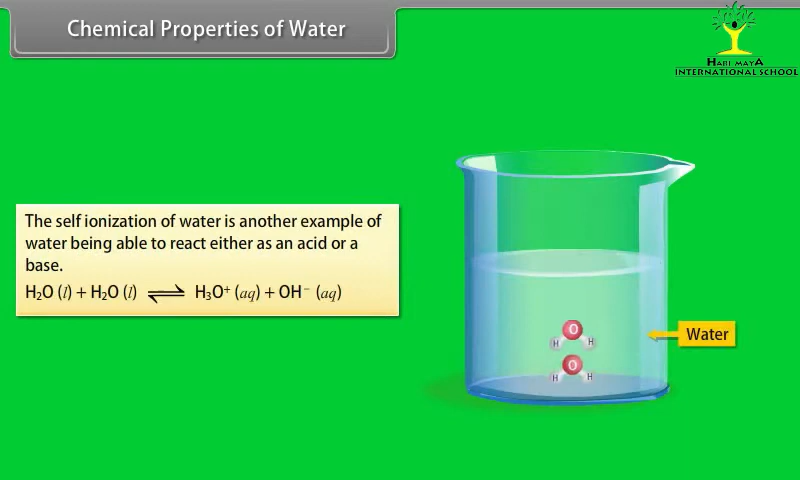 Chemical Properties of Water
HARI MAYA
INTERNATIONAL SCHOOL
The self ionization of water is another example of
water being able to react either as an acid or a
base.
H₂O (l) + H₂O (l) ⇌ H₃O⁺ (aq) + OH⁻ (aq)
O
H H
O
H H
Water